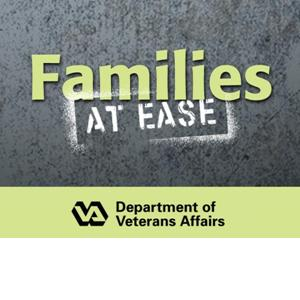 Families
AT EASE
Department of
Veterans Affairs